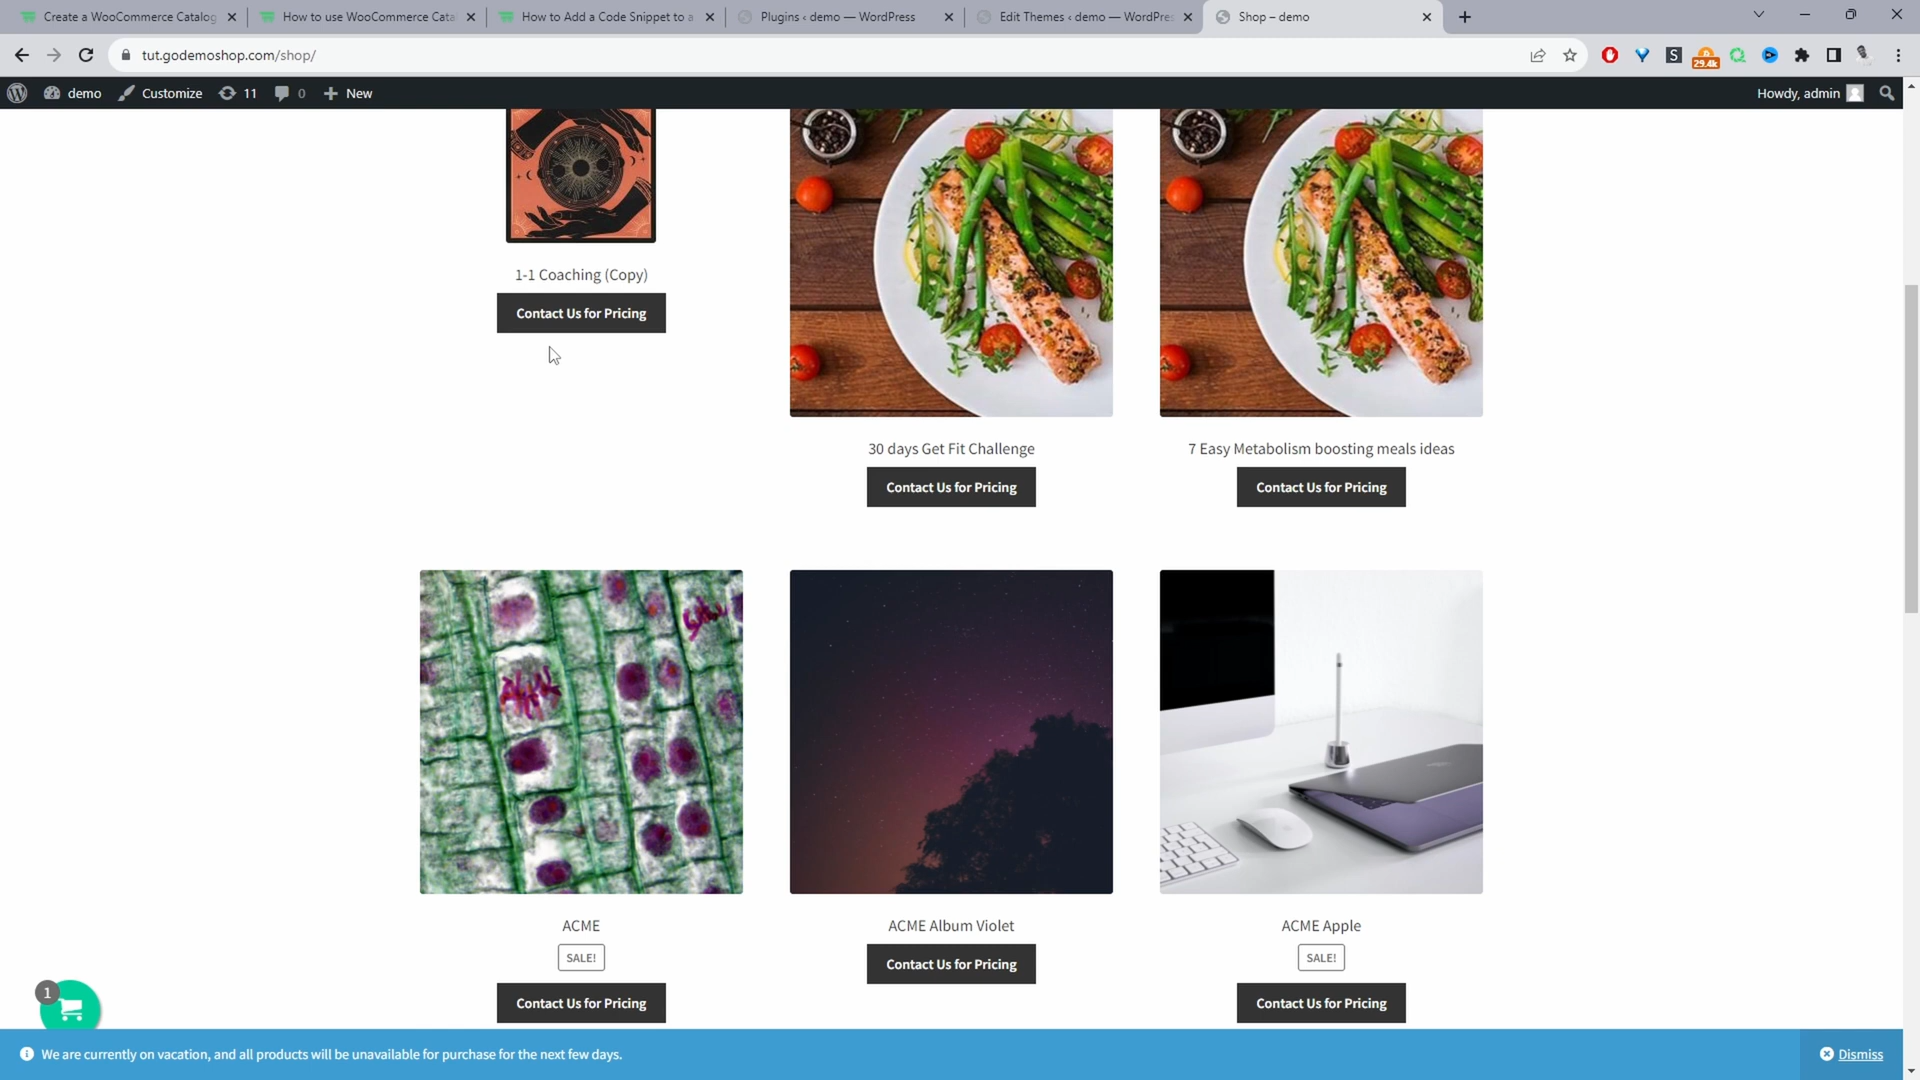 Create a WooCommerce Catalog
How to use WooCommerce Cata
How to Add a Code Snippet to a
Plugins ‹ demo — WordPress
Edit Themes ‹ demo — WordPres
Shop – demo
tut.godemoshop.com/shop/
S
29.4k
demo
Customize
11
0
New
Howdy, admin
1-1 Coaching (Copy)
Contact Us for Pricing
30 days Get Fit Challenge
7 Easy Metabolism boosting meals ideas
Contact Us for Pricing
Contact Us for Pricing
ACME
ACME Album Violet
ACME Apple
SALE!
Contact Us for Pricing
SALE!
Contact Us for Pricing
Contact Us for Pricing
1
We are currently on vacation, and all products will be unavailable for purchase for the next few days.
Dismiss